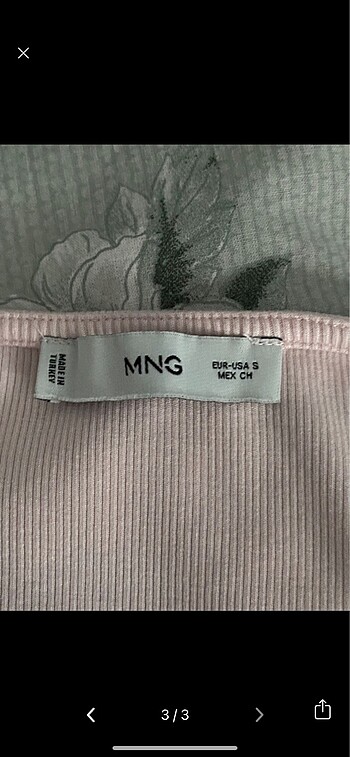 MADE IN
TURKEY
MNG
EUR-USA S
MEX CH
3/3